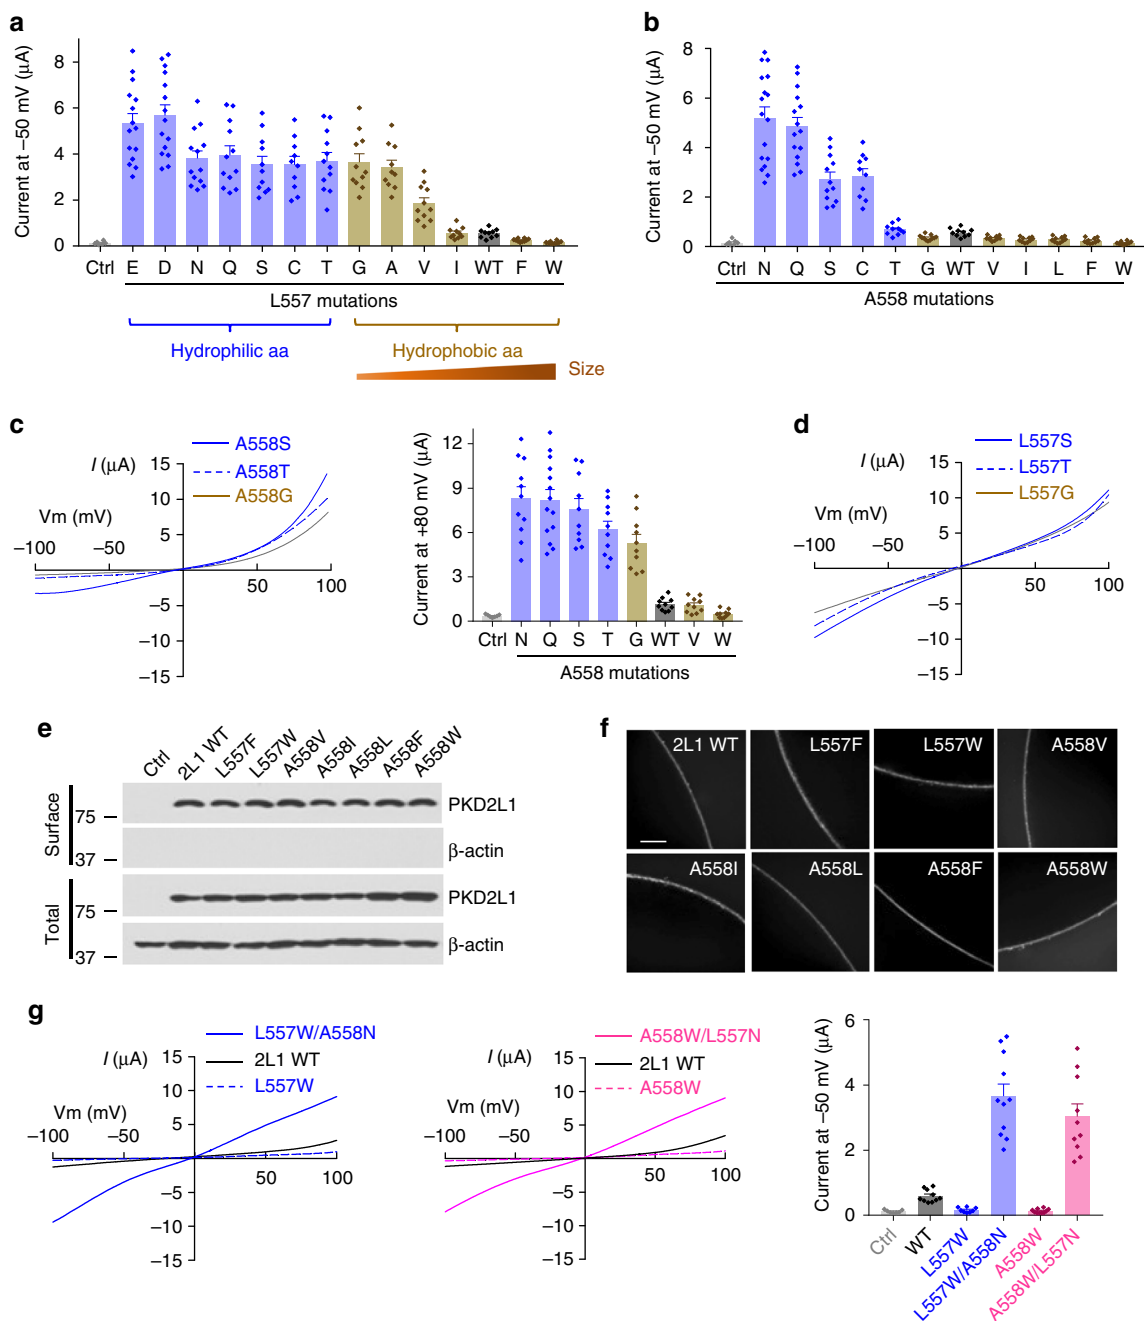 a
Current at –50 mV (μA)
8
6
4
2
0
Ctrl E D N Q S C T G A V I WT F W
L557 mutations
Hydrophilic aa
Hydrophobic aa
Size
b
Current at –50 mV (μA)
8
6
4
2
0
Ctrl N Q S C T G WT V I L F W
A558 mutations
c
A558S
A558T
A558G
I (μA)
15
10
5
–5
–10
–15
Vm (mV)
–100
–50
50
100
Current at +80 mV (μA)
12
9
6
3
0
Ctrl N Q S T G WT V W
A558 mutations
d
L557S
L557T
L557G
I (μA)
15
10
5
–5
–10
–15
Vm (mV)
–100
–50
50
100
e
Ctrl
2L1 WT
L557F
L557W
A558V
A558I
A558L
A558F
A558W
Surface
75
37
PKD2L1
β-actin
Total
75
37
PKD2L1
β-actin
f
2L1 WT
L557F
L557W
A558V
A558I
A558L
A558F
A558W
g
L557W/A558N
2L1 WT
L557W
I (μA)
15
10
5
–5
–10
–15
Vm (mV)
–100
–50
50
100
A558W/L557N
2L1 WT
A558W
I (μA)
15
10
5
–5
–10
–15
Vm (mV)
–100
–50
50
100
Current at –50 mV (μA)
6
4
2
0
Ctrl
WT
L557W
L557W/A558N
A558W
A558W/L557N